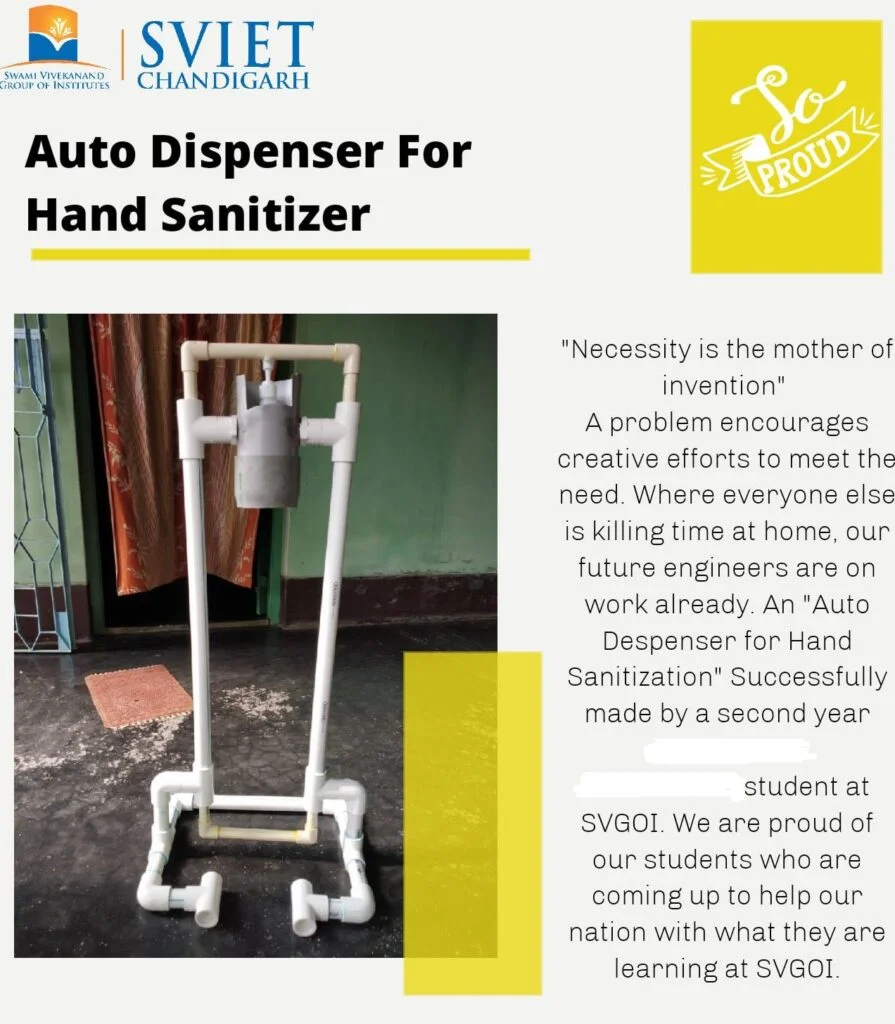 SVIET
CHANDIGARH
SWAMI VIVEKANAND
GROUP OF INSTITUTES
Auto Dispenser For
Hand Sanitizer
So
PROUD
"Necessity is the mother of
invention"
A problem encourages
creative efforts to meet the
need. Where everyone else
is killing time at home, our
future engineers are on
work already. An "Auto
Despenser for Hand
Sanitization" Successfully
made by a second year
student at
SVGOI. We are proud of
our students who are
coming up to help our
nation with what they are
learning at SVGOI.